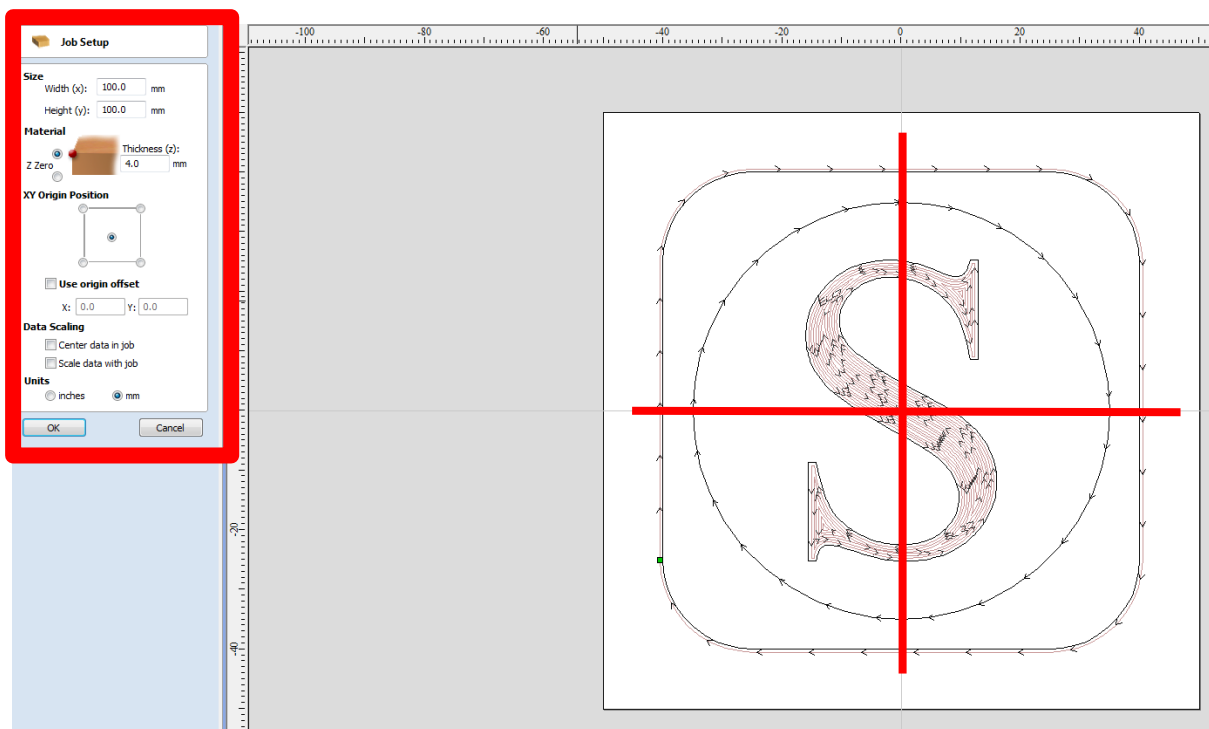 Job Setup
Size
Width (x): 100.0 mm
Height (y): 100.0 mm
Material
Thickness (z):
Z Zero 4.0 mm
XY Origin Position
Use origin offset
X: 0.0 Y: 0.0
Data Scaling
Center data in job
Scale data with job
Units
inches mm
OK Cancel
-100 -80 -60 -40 -20 0 20 40
-20
-40
S